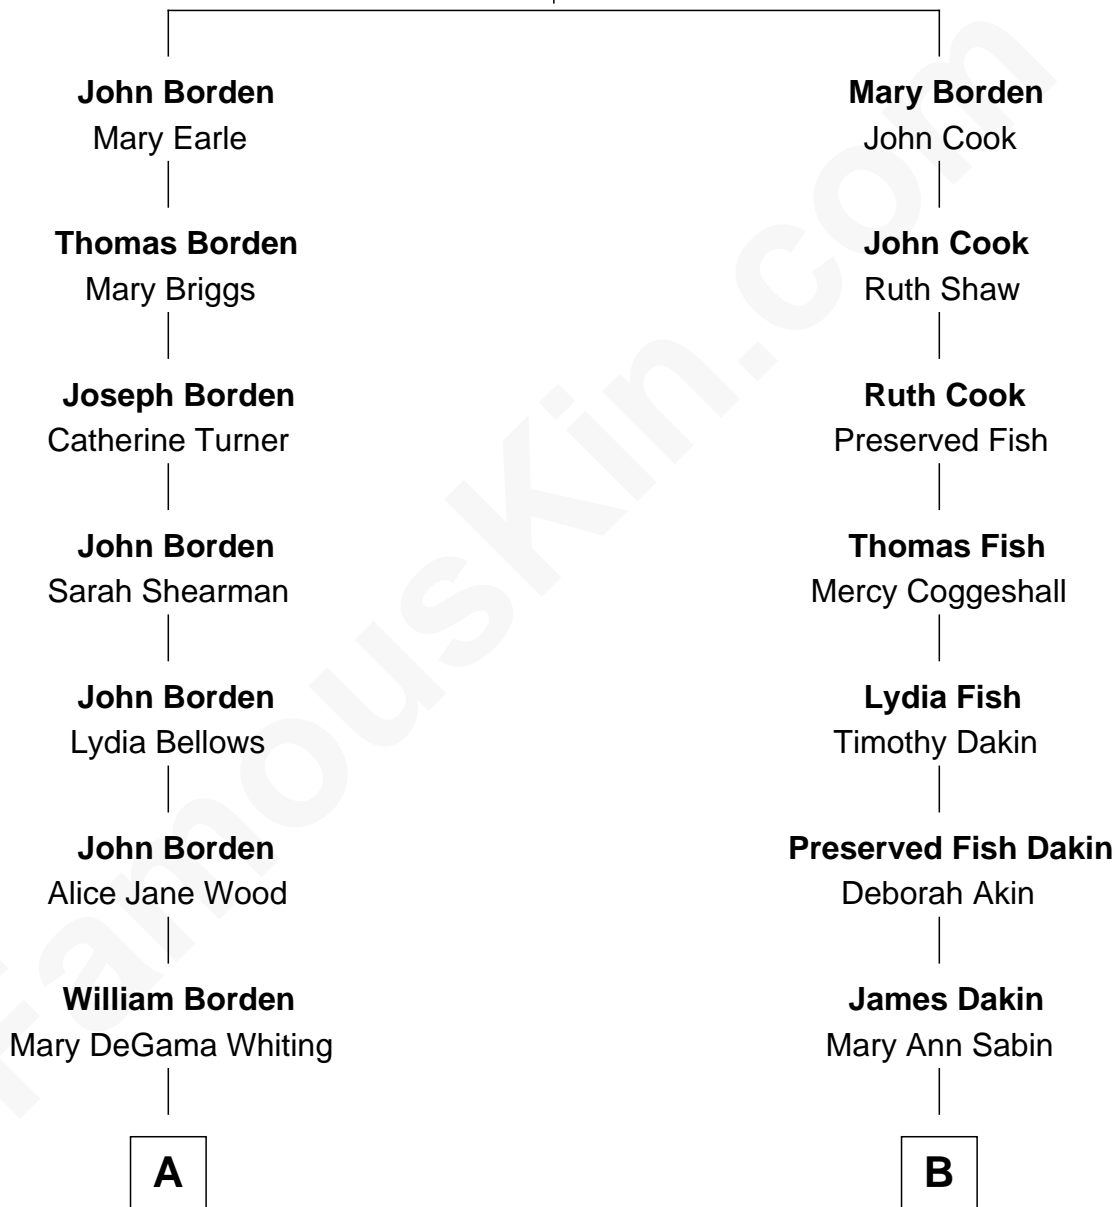 John Borden
Mary Earle
Mary Borden
John Cook
Thomas Borden
Mary Briggs
John Cook
Ruth Shaw
Joseph Borden
Catherine Turner
Ruth Cook
Preserved Fish
John Borden
Sarah Shearman
Thomas Fish
Mercy Coggeshall
John Borden
Lydia Bellows
Lydia Fish
Timothy Dakin
John Borden
Alice Jane Wood
Preserved Fish Dakin
Deborah Akin
William Borden
Mary DeGama Whiting
James Dakin
Mary Ann Sabin
A
B
FamousKin.com